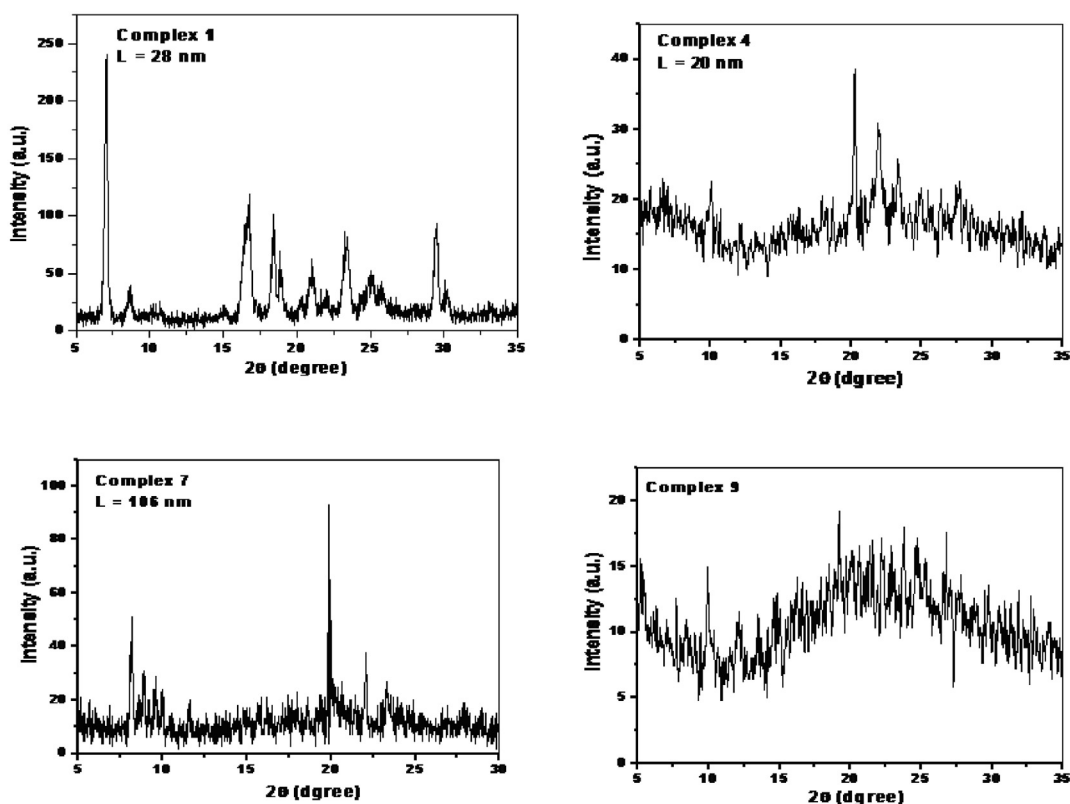 Complex 1
L = 28 nm
250
200
150
100
50
0
Intensity (a.u.)
5 10 15 20 25 30 35
2θ (degree)
Complex 4
L = 20 nm
40
30
20
10
0
Intensity (a.u.)
5 10 15 20 25 30 35
2θ (dgree)
Complex 7
L = 106 nm
100
80
60
40
20
0
Intensity (a.u.)
5 10 15 20 25 30
2θ (dgree)
Complex 9
20
15
10
5
0
Intensity (a.u.)
5 10 15 20 25 30 35
2θ (dgree)